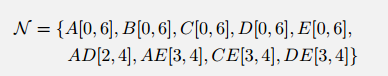 𝒩 = {A[0, 6], B[0, 6], C[0, 6], D[0, 6], E[0, 6],
AD[2, 4], AE[3, 4], CE[3, 4], DE[3, 4]}